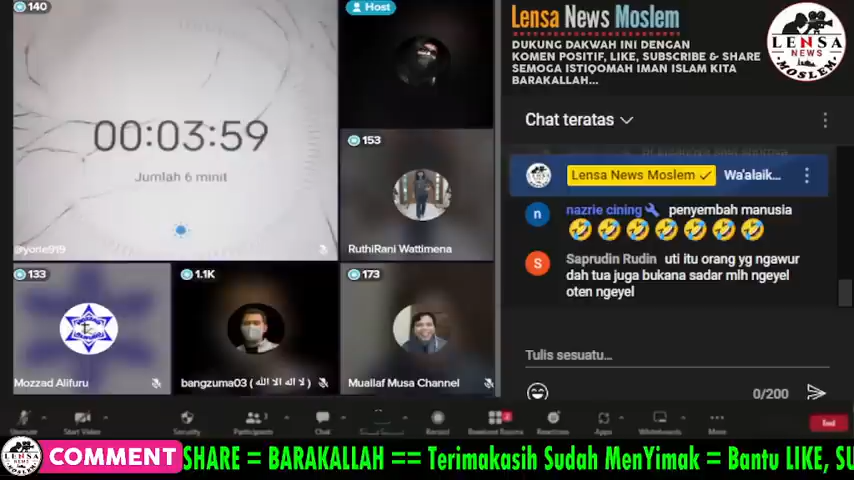 140
00:03:59
Jumlah 6 minit
@yorie919
Host
153
RuthiRani Wattimena
133
Mozzad Alifuru
1.1K
bangzuma03 ( لا اله الا الله )
173
Muallaf Musa Channel
Lensa News Moslem
DUKUNG DAKWAH INI DENGAN
KOMEN POSITIF, LIKE, SUBSCRIBE & SHARE
SEMOGA ISTIQOMAH IMAN ISLAM KITA
BARAKALLAH...
LENSA
NEWS
MOSLEM
Chat teratas
Lensa News Moslem Wa'alaik...
nazrie cining penyembah manusia
🤣🤣🤣🤣🤣🤣🤣
Saprudin Rudin uti itu orang yg ngawur
dah tua juga bukana sadar mlh ngeyel
oten ngeyel
Tulis sesuatu...
0/200
Start Video
Security
Participants
Chat
Record
Breakout Rooms
Reactions
Apps
Whiteboards
More
End
COMMENT SHARE = BARAKALLAH == Terimakasih Sudah MenYimak = Bantu LIKE, SU